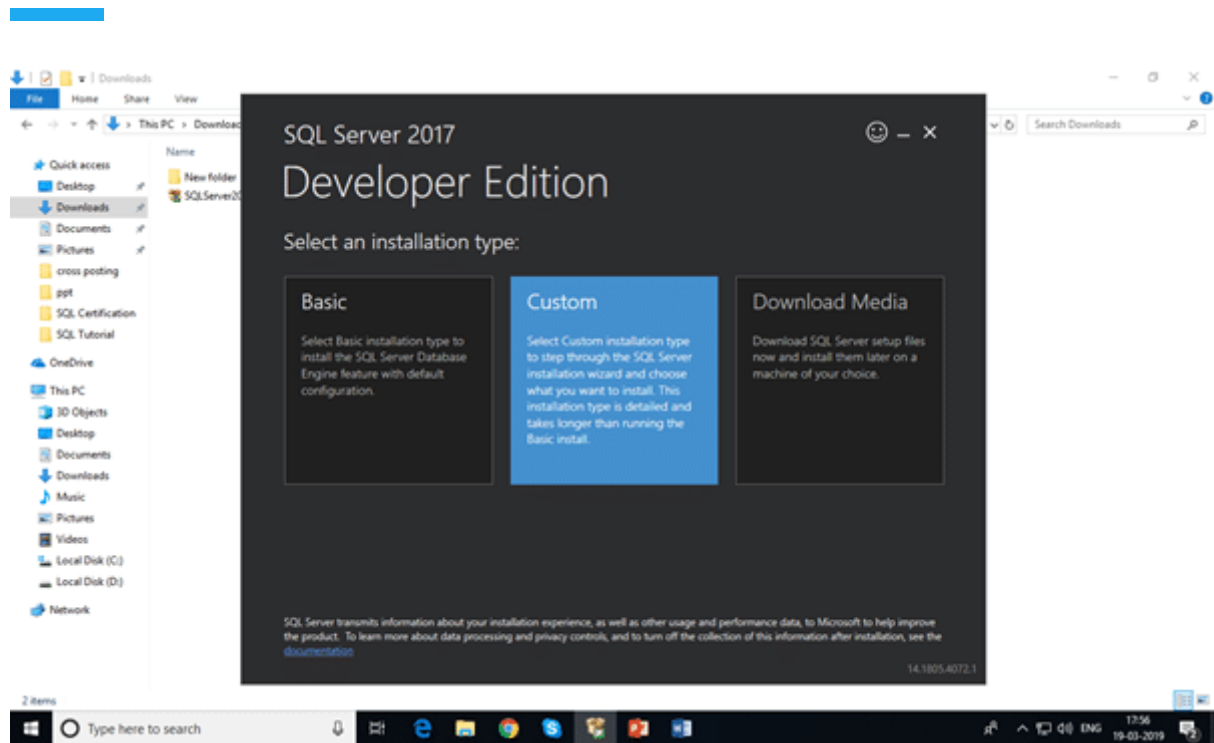 Downloads
File Home Share View
This PC Downloac
Search Downloads
Name
Quick access
Desktop
Downloads
Documents
Pictures
cross posting
ppt
SQL Certification
SQL Tutorial
OneDrive
This PC
3D Objects
Desktop
Documents
Downloads
Music
Pictures
Videos
Local Disk (C:)
Local Disk (D:)
Network
New folder
SQLServer20
SQL Server 2017
Developer Edition
Select an installation type:
Basic
Select Basic installation type to
install the SQL Server Database
Engine feature with default
configuration.
Custom
Select Custom installation type
to step through the SQL Server
installation wizard and choose
what you want to install. This
installation type is detailed and
takes longer than running the
Basic install.
Download Media
Download SQL Server setup files
now and install them later on a
machine of your choice.
SQL Server transmits information about your installation experience, as well as other usage and performance data, to Microsoft to help improve
the product. To learn more about data processing and privacy controls, and to turn off the collection of this information after installation, see the
documentation
14.1805.4072.1
2 items
Type here to search
ENG
17:56
19-03-2019
2